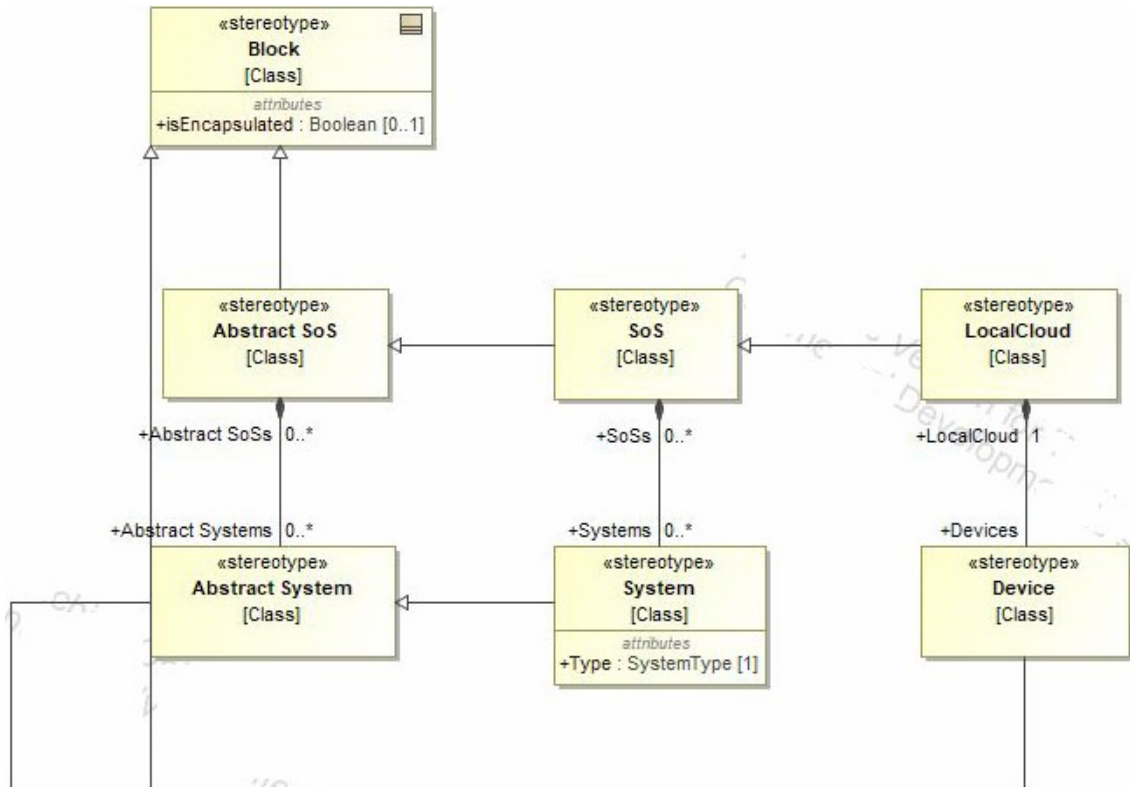 «stereotype»
Block
[Class]
attributes
+isEncapsulated : Boolean [0..1]
«stereotype»
Abstract SoS
[Class]
«stereotype»
SoS
[Class]
«stereotype»
LocalCloud
[Class]
+Abstract SoSs 0..*
+SoSs 0..*
+LocalCloud 1
+Abstract Systems 0..*
+Systems 0..*
+Devices
«stereotype»
Abstract System
[Class]
«stereotype»
System
[Class]
attributes
+Type : SystemType [1]
«stereotype»
Device
[Class]